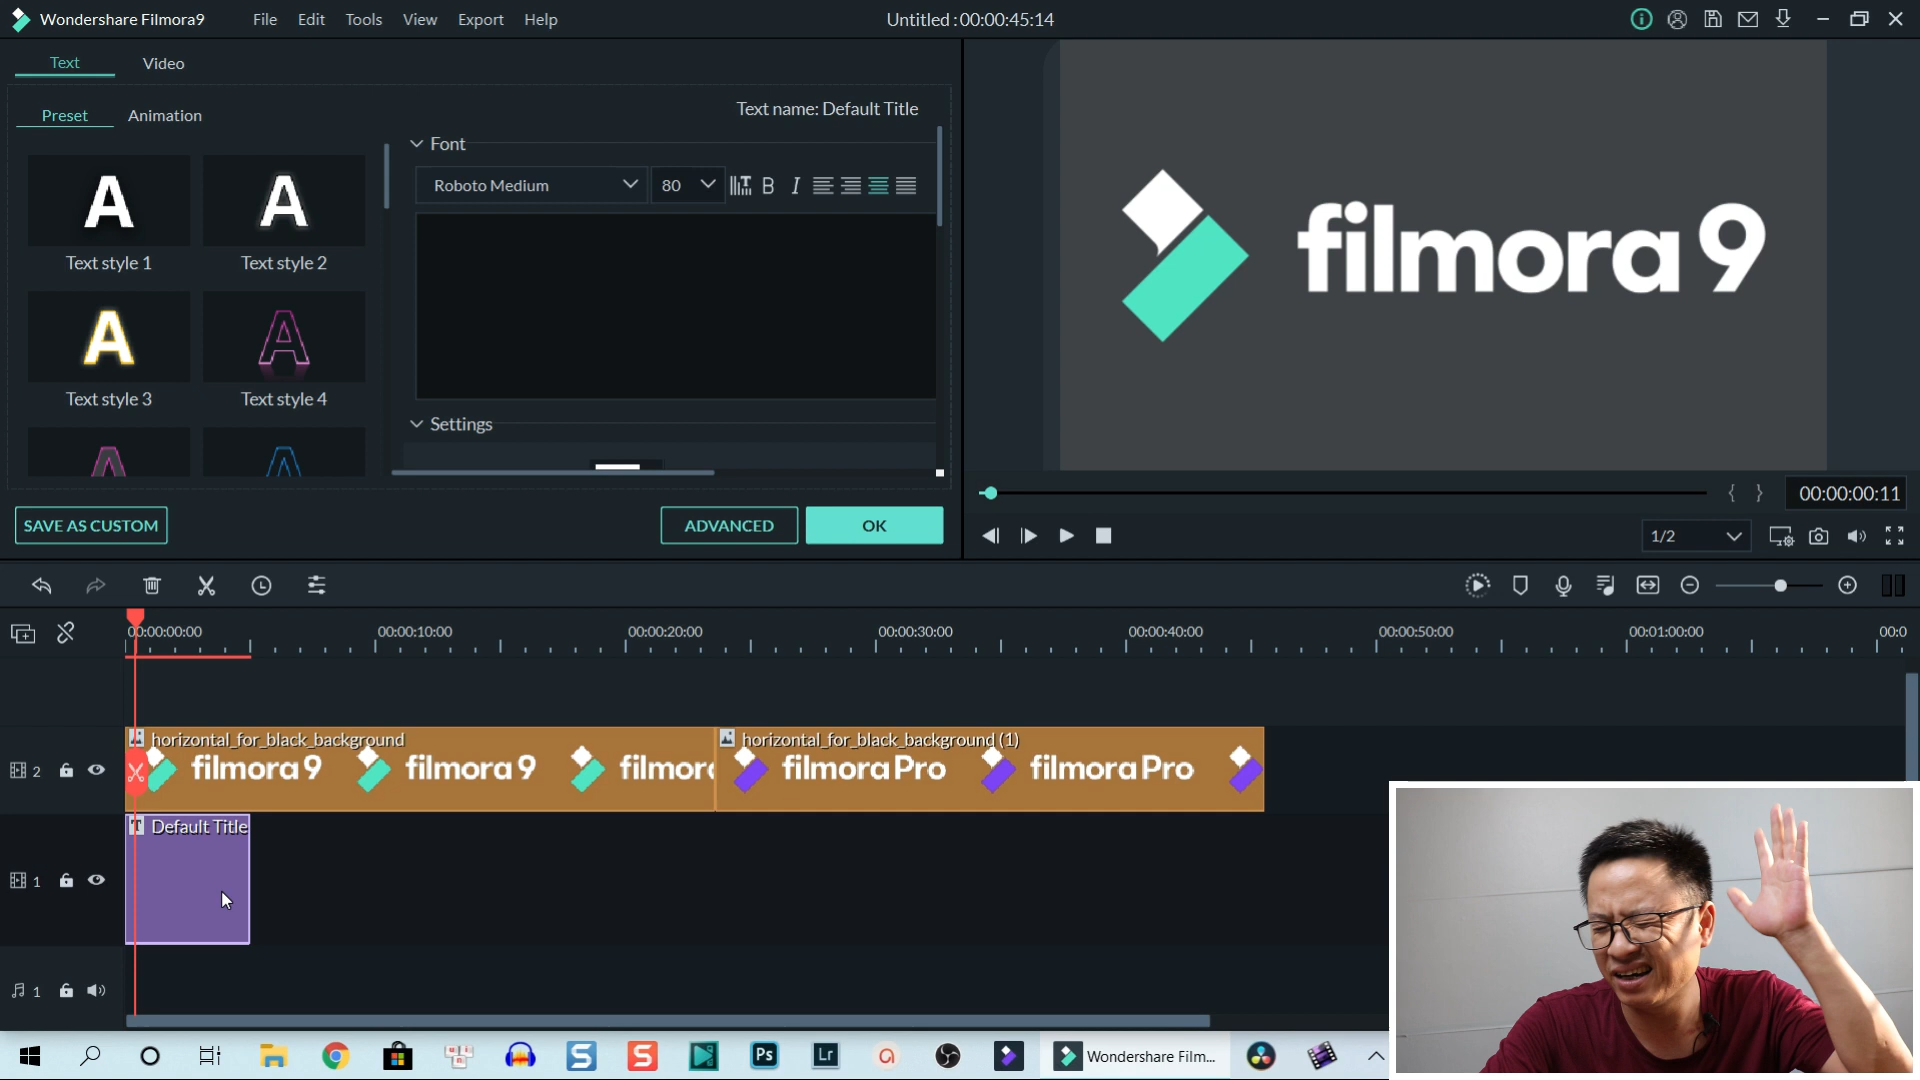 Wondershare Filmora9
File Edit Tools View Export Help
Untitled : 00:00:45:14
Text Video
Preset Animation
Text name: Default Title
Font
Roboto Medium 80
B I
A A
Text style 1 Text style 2
A A
Text style 3 Text style 4
Settings
SAVE AS CUSTOM ADVANCED OK
filmora 9
{ } 00:00:00:11
1/2
00:00:00:00 00:00:10:00 00:00:20:00 00:00:30:00 00:00:40:00 00:00:50:00 00:01:00:00 00:0
horizontal_for_black_background horizontal_for_black_background (1)
2 filmora 9 filmora 9 filmora filmora Pro filmora Pro
T Default Title
1
1
S S Ps Lr Wondershare Film...